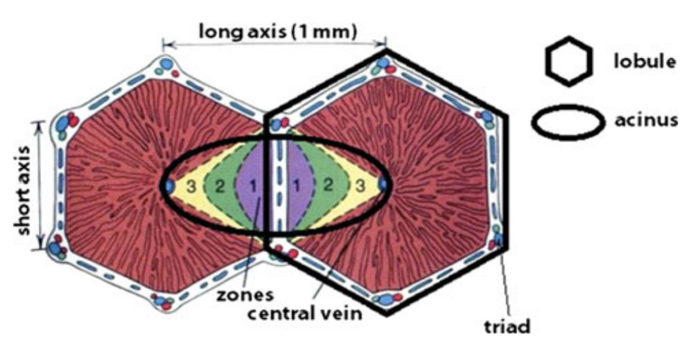 long axis (1 mm)
lobule
acinus
short axis
3 2 1 1 2 3
zones
central vein
triad